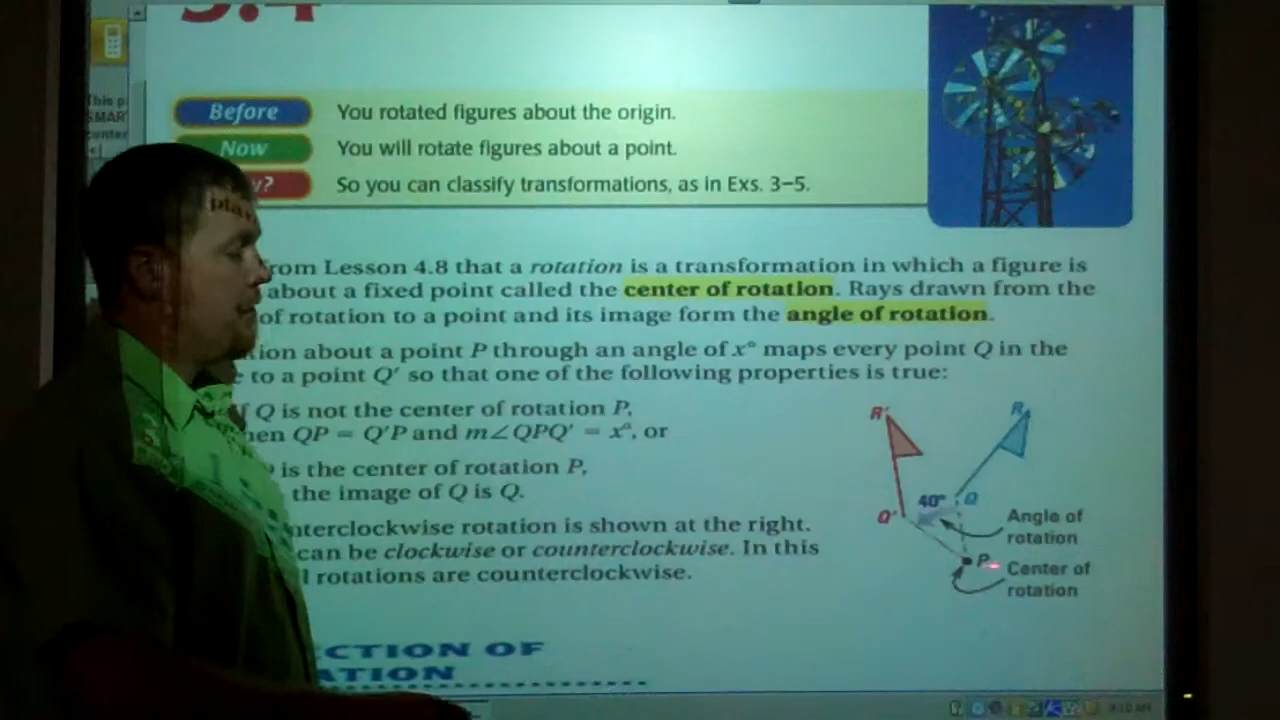 Before You rotated figures about the origin.
Now You will rotate figures about a point.
y? So you can classify transformations, as in Exs. 3–5.
rom Lesson 4.8 that a rotation is a transformation in which a figure is
about a fixed point called the center of rotation. Rays drawn from the
of rotation to a point and its image form the angle of rotation.
tion about a point P through an angle of x° maps every point Q in the
e to a point Q′ so that one of the following properties is true:
f Q is not the center of rotation P,
hen QP = Q′P and m∠QPQ′ = x°, or
is the center of rotation P,
the image of Q is Q.
nterclockwise rotation is shown at the right.
can be clockwise or counterclockwise. In this
l rotations are counterclockwise.
R′
R
40°
Q
Q′
Angle of
rotation
P
Center of
rotation
CTION OF
ATION